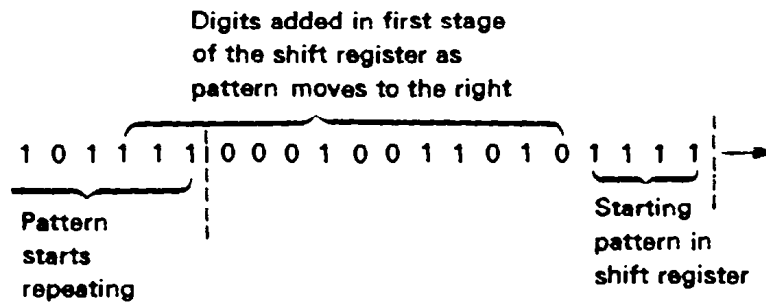 Digits added in first stage
of the shift register as
pattern moves to the right
1 0 1 1 1 1 0 0 0 1 0 0 1 1 0 1 0 1 1 1 1
Pattern
starts
repeating
Starting
pattern in
shift register